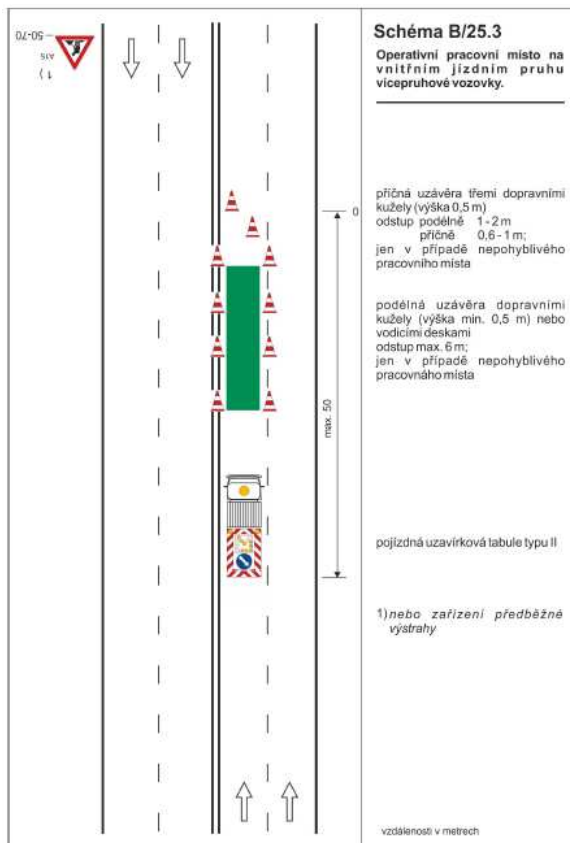 Schéma B/25.3
Operativní pracovní místo na
vnitřním jízdním pruhu
vícepruhové vozovky.
50-70
A15
1)
0
příčná uzávěra třemi dopravními
kužely (výška 0,5 m)
odstup podélně 1 - 2 m
příčně 0,6 - 1 m;
jen v případě nepohyblivého
pracovního místa
podélná uzávěra dopravními
kužely (výška min. 0,5 m) nebo
vodicími deskami
odstup max. 6 m;
jen v případě nepohyblivého
pracovnáho místa
max. 50
pojízdná uzavírková tabule typu II
1) nebo zařízení předběžné
výstrahy
vzdálenosti v metrech